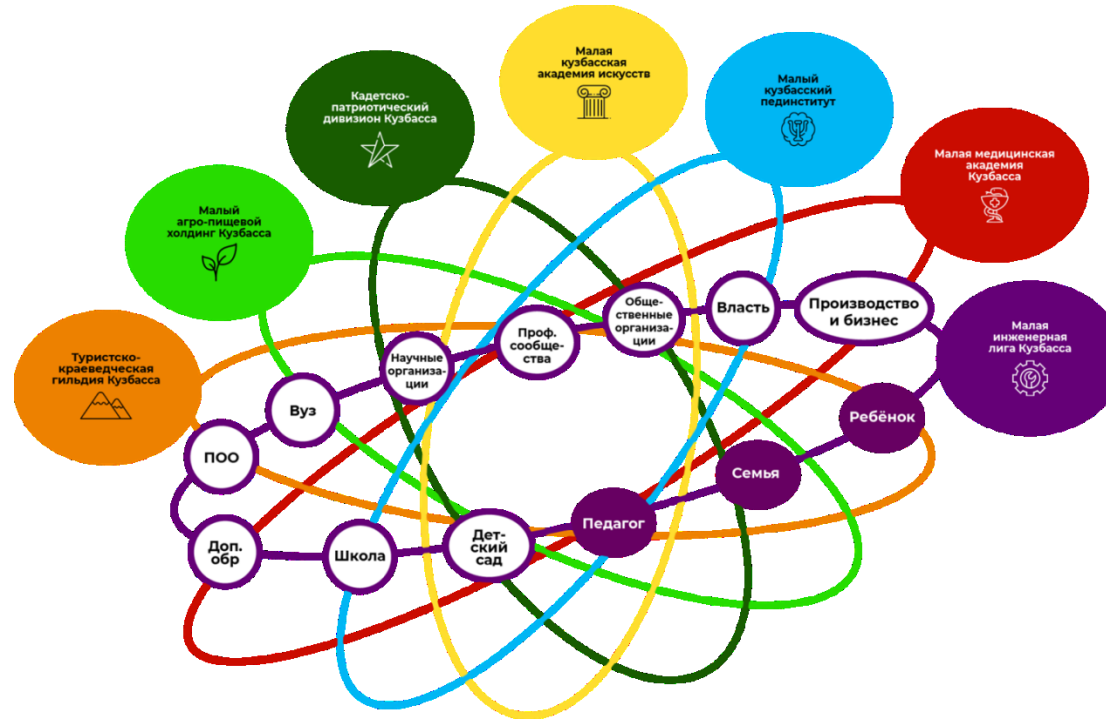 Малая
кузбасская
академия искусств
Малый
кузбасский
пединститут
Кадетско-
патриотический
дивизион Кузбасса
Малая медицинская
академия
Кузбасса
Малый
агро-пищевой
холдинг Кузбасса
Туристско-
краеведческая
гильдия Кузбасса
Малая
инженерная
лига Кузбасса
Производство
и бизнес
Власть
Обще-
ственные
организа-
ции
Проф.
сообще-
ства
Научные
организа-
ции
Вуз
ПОО
Доп.
обр
Школа
Дет-
ский
сад
Педагог
Семья
Ребёнок